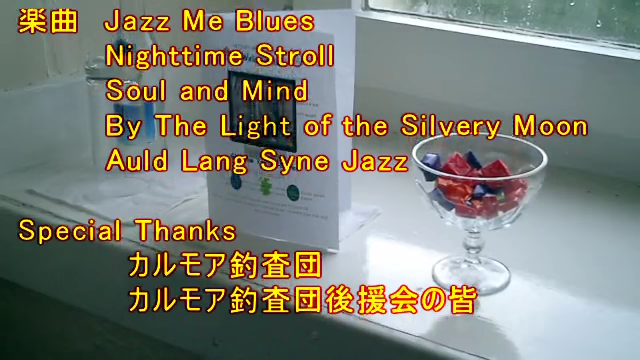 楽曲 Jazz Me Blues
Nighttime Stroll
Soul and Mind
By The Light of the Silvery Moon
Auld Lang Syne Jazz
Special Thanks
カルモア釣査団
カルモア釣査団後援会の皆